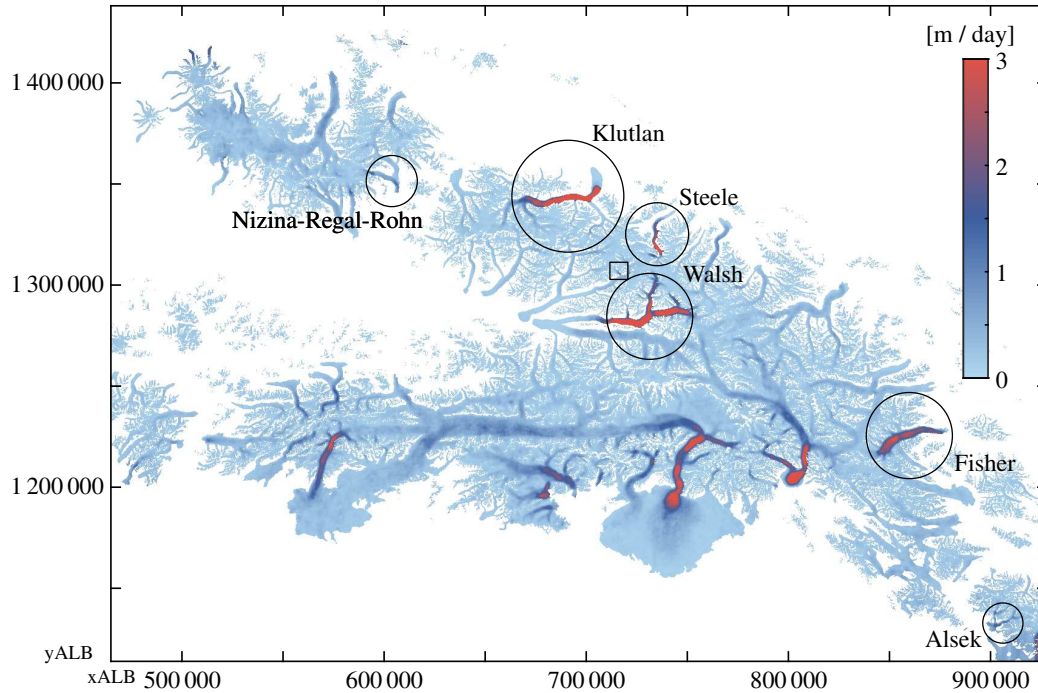 [m / day]
3
1 400 000
Klutlan
2
Steele
Nizina-Regal-Rohn
1 300 000
Walsh
1
0
Fisher
1 200 000
Alsek
yALB
xALB
500 000
600 000
700 000
800 000
900 000